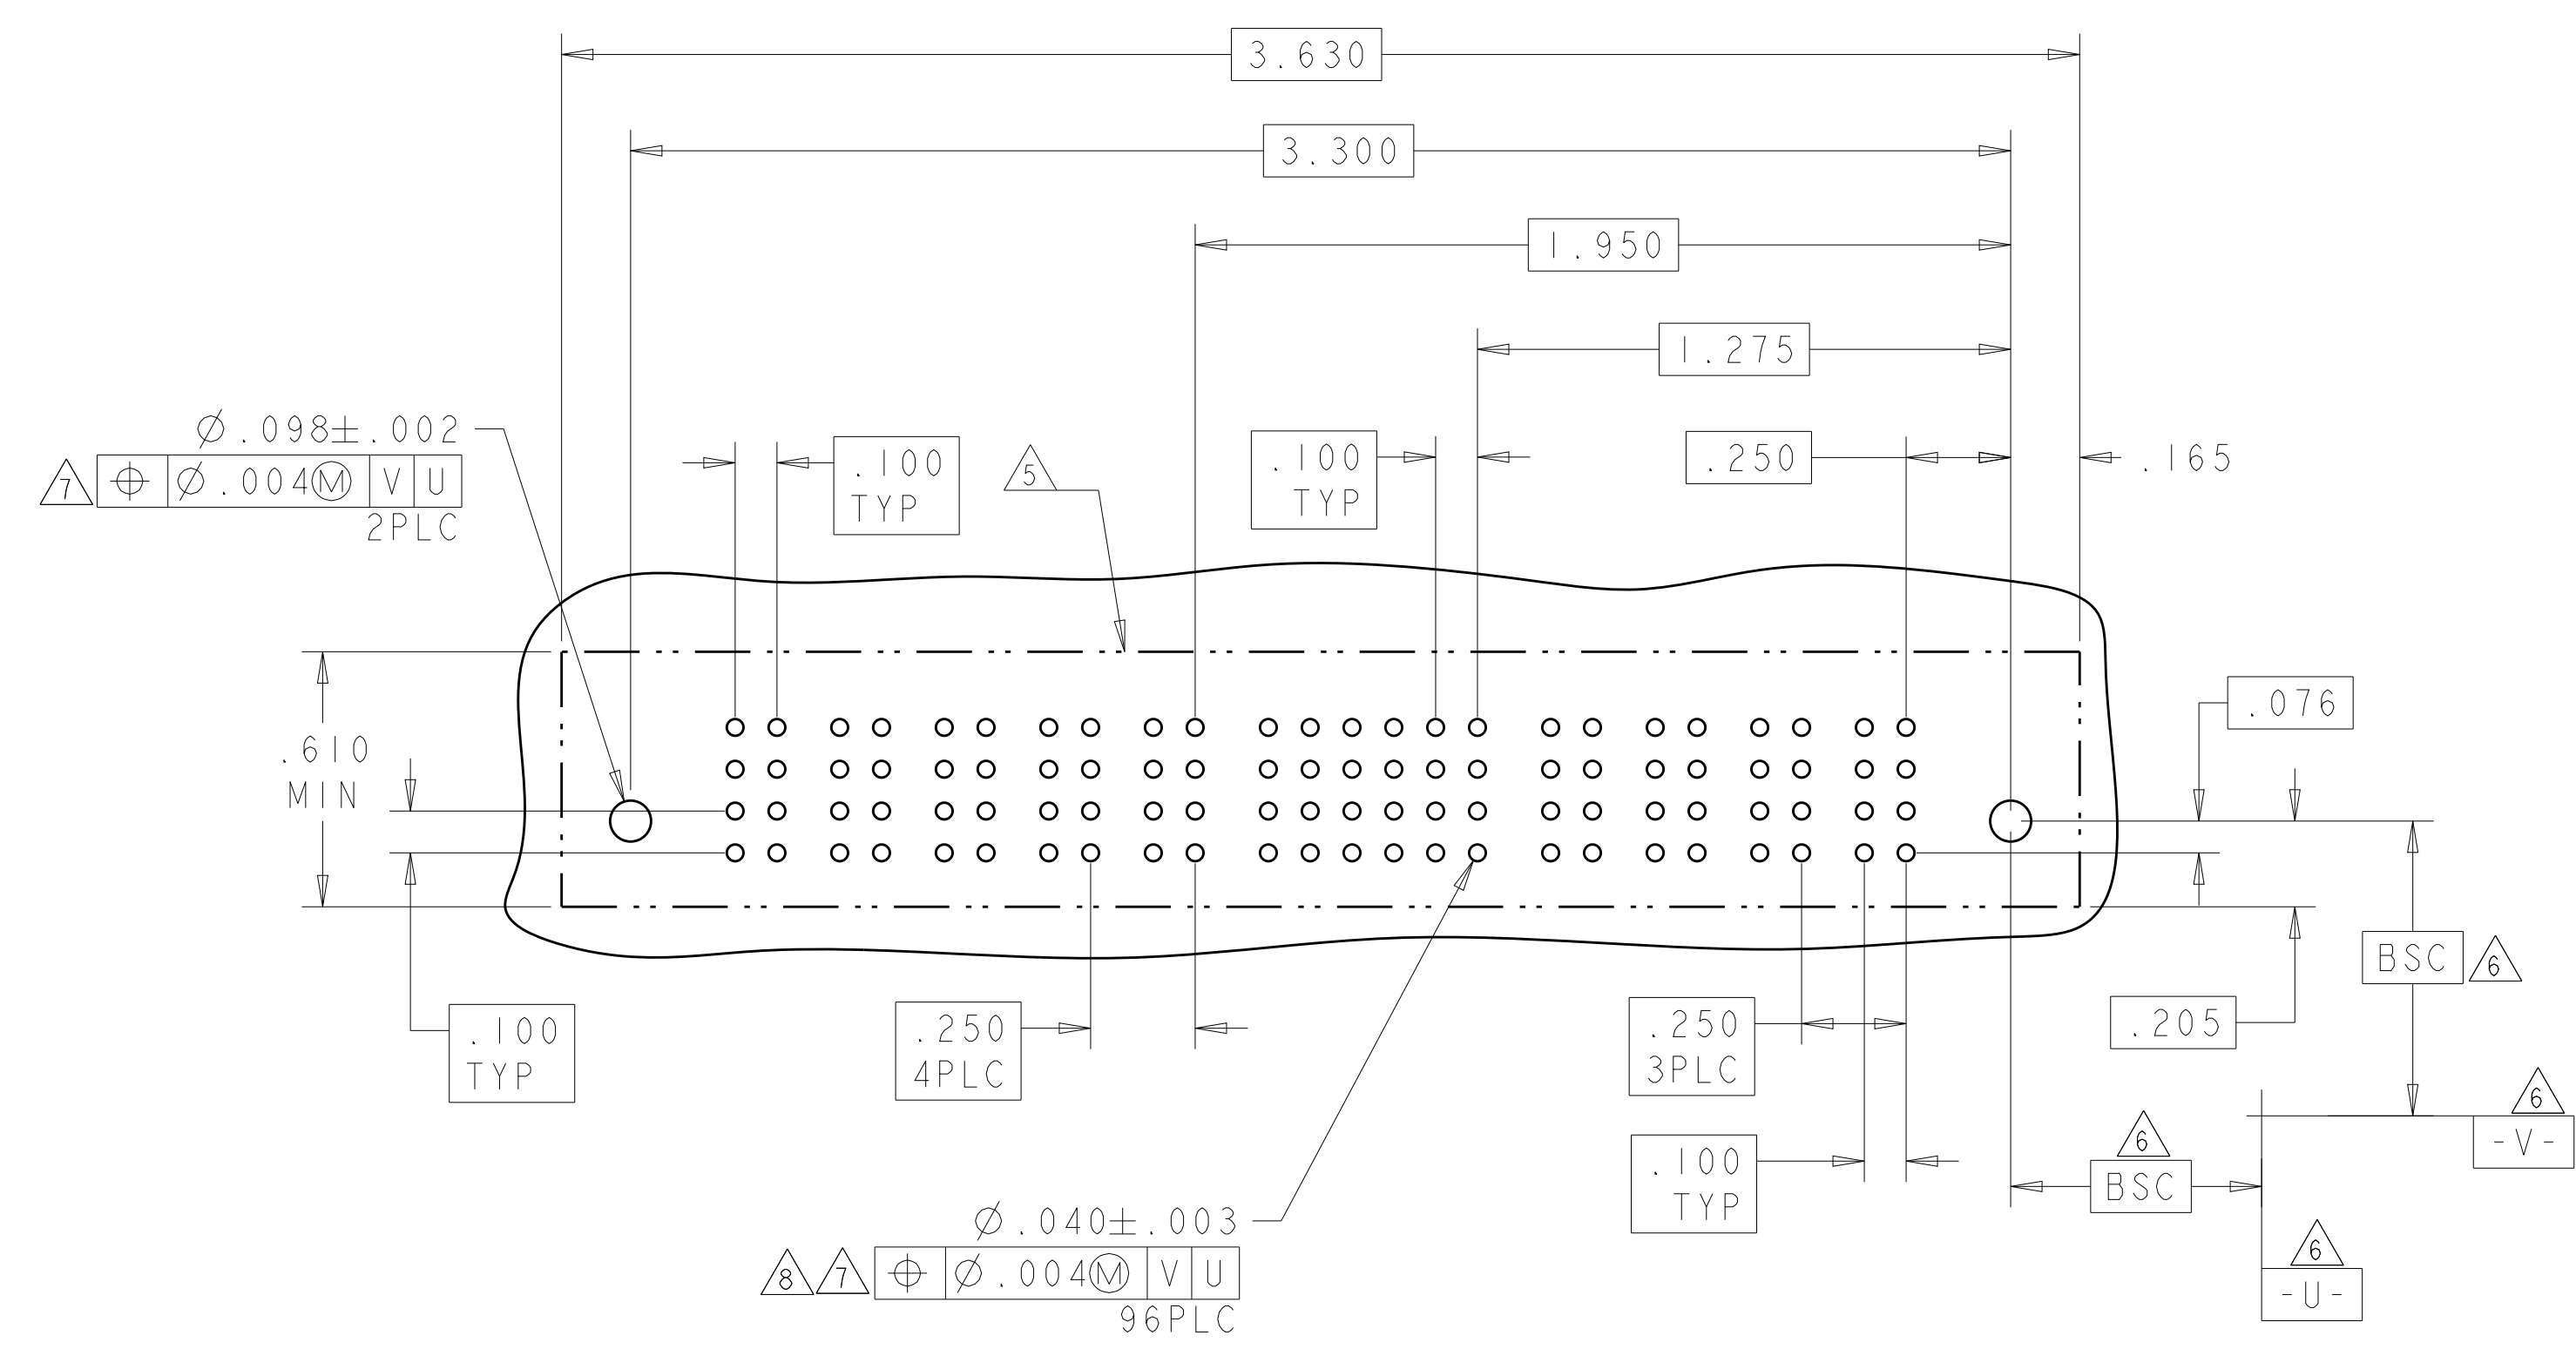 3.630
3.300
1.950
1.275
Ø.098±.002
7 ⌖ Ø.004Ⓜ V U
2PLC
.100
TYP
5
.100
TYP
.250
.165
.076
.610
MIN
BSC 6
.100
TYP
.250
4PLC
.250
3PLC
.205
6
-V-
6
BSC
.100
TYP
6
-U-
Ø.040±.003
8 7 ⌖ Ø.004Ⓜ V U
96PLC